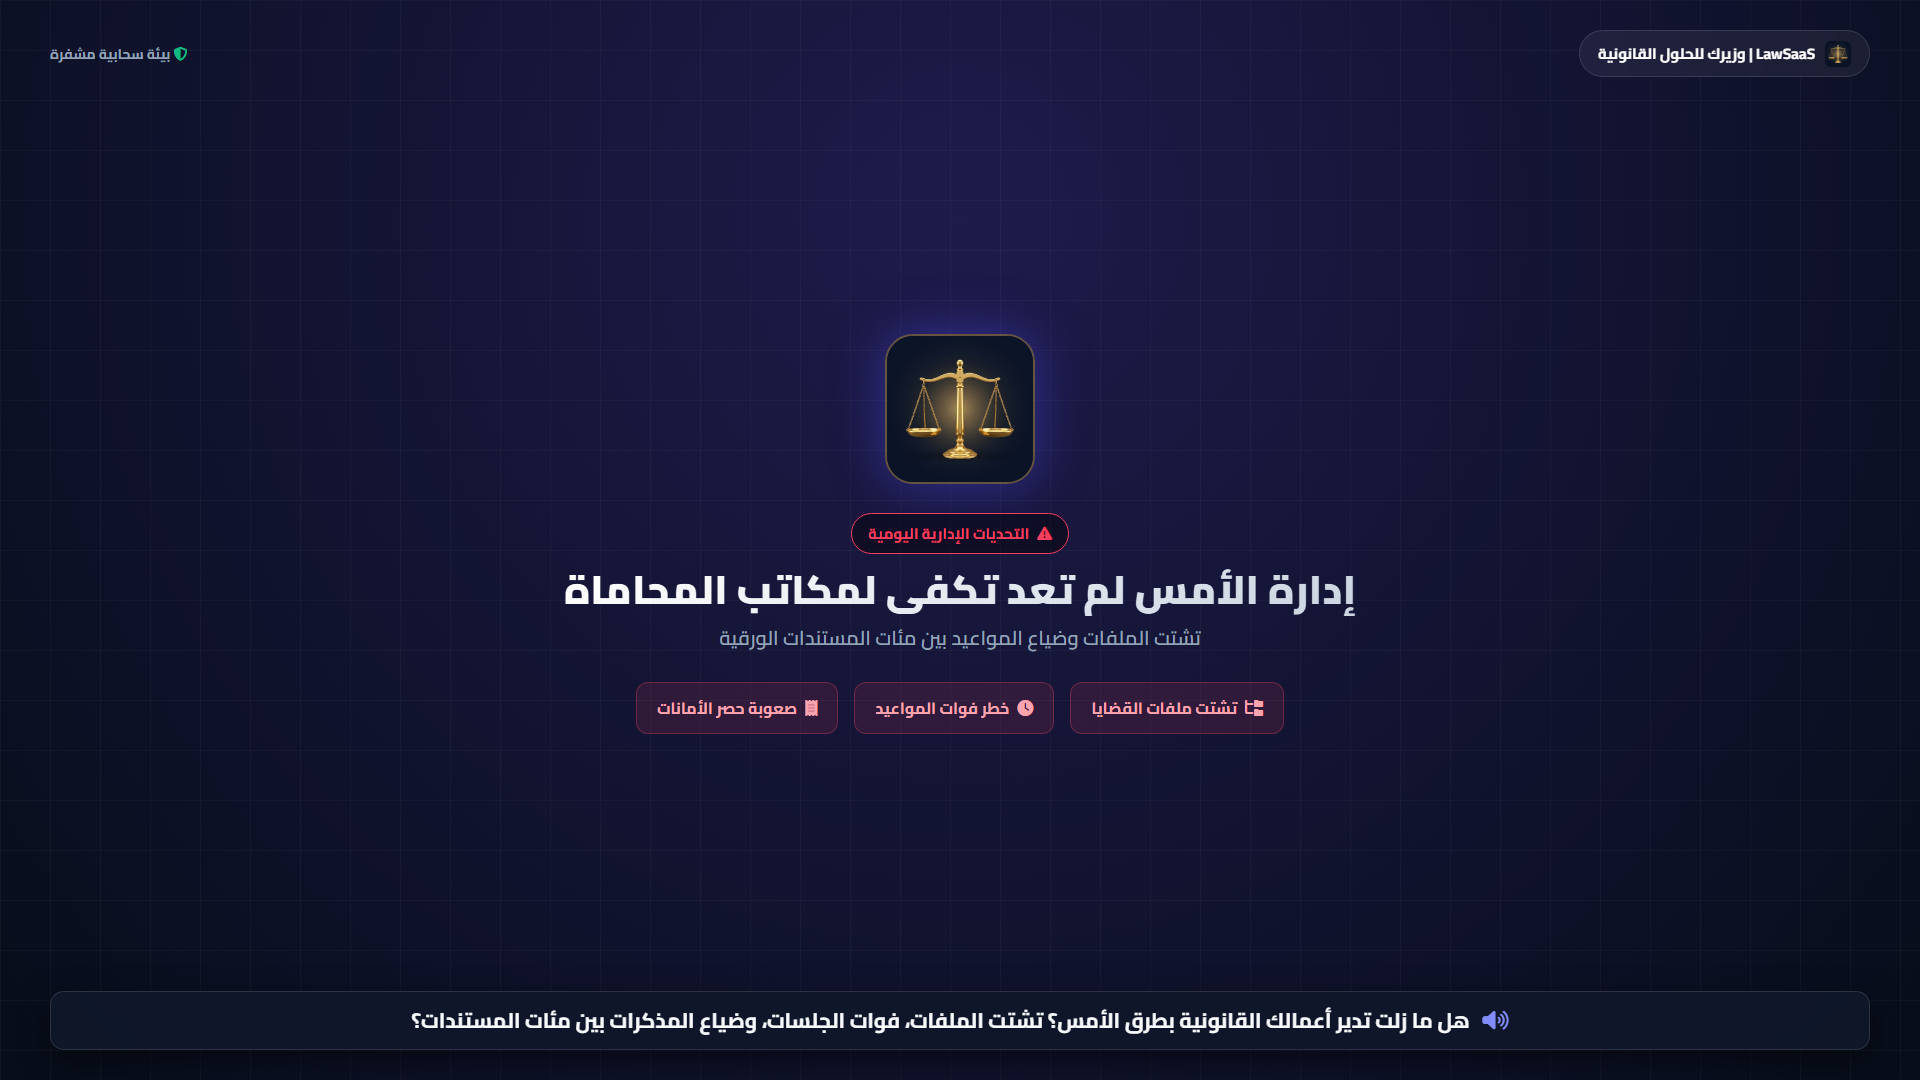 LawSaaS | وزيرك للحلول القانونية
بيئة سحابية مشفرة
التحديات الإدارية اليومية
إدارة الأمس لم تعد تكفي لمكاتب المحاماة
تشتت الملفات وضياع المواعيد بين مئات المستندات الورقية
تشتت ملفات القضايا
خطر فوات المواعيد
صعوبة حصر الأمانات
هل ما زلت تدير أعمالك القانونية بطرق الأمس؟ تشتت الملفات، فوات الجلسات، وضياع المذكرات بين مئات المستندات؟